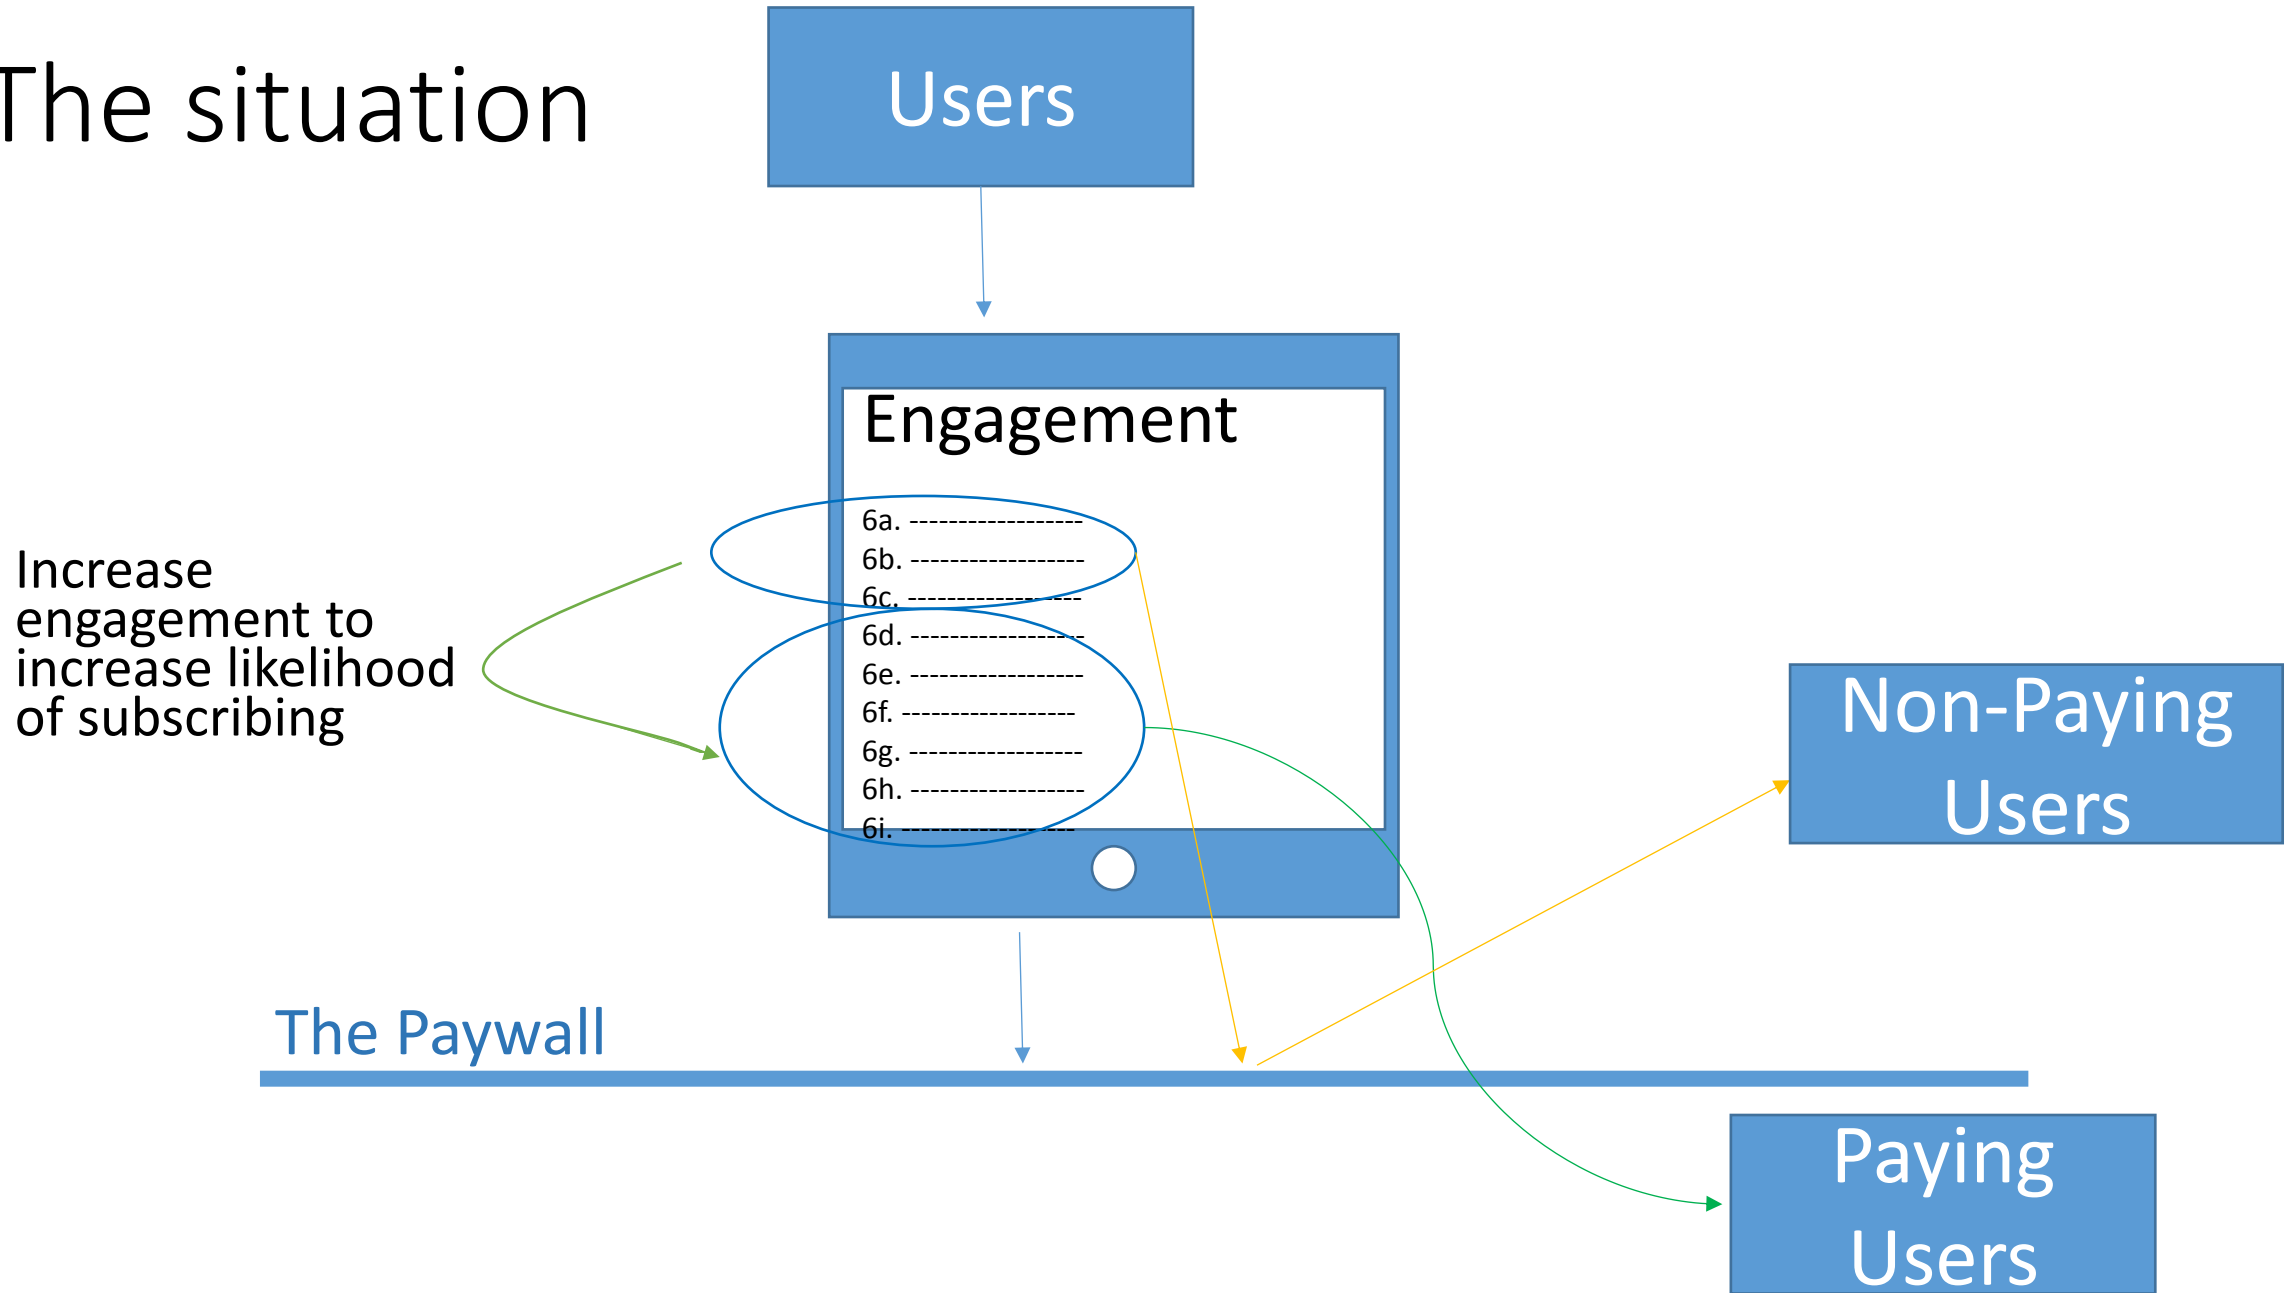 The situation
Users
Engagement
6a. ------------------
6b. ------------------
6c. ------------------
6d. ------------------
6e. ------------------
6f. ------------------
6g. ------------------
6h. ------------------
6i. ------------------
Increase
engagement to
increase likelihood
of subscribing
Non-Paying
Users
The Paywall
Paying
Users